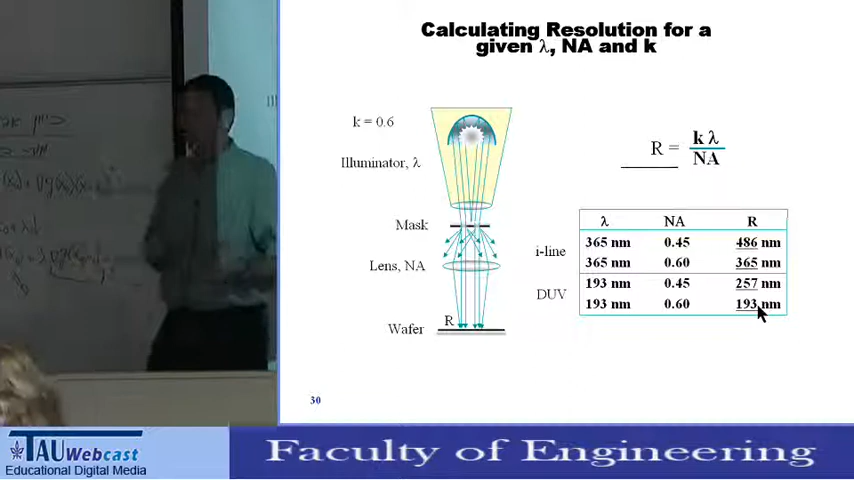 Calculating Resolution for a
given λ, NA and k
k = 0.6
Illuminator, λ
Mask
Lens, NA
R
Wafer
R = k λ
NA
λ NA R
i-line
365 nm 0.45 486 nm
365 nm 0.60 365 nm
DUV
193 nm 0.45 257 nm
193 nm 0.60 193 nm
30
TAU Webcast
Educational Digital Media
Faculty of Engineering